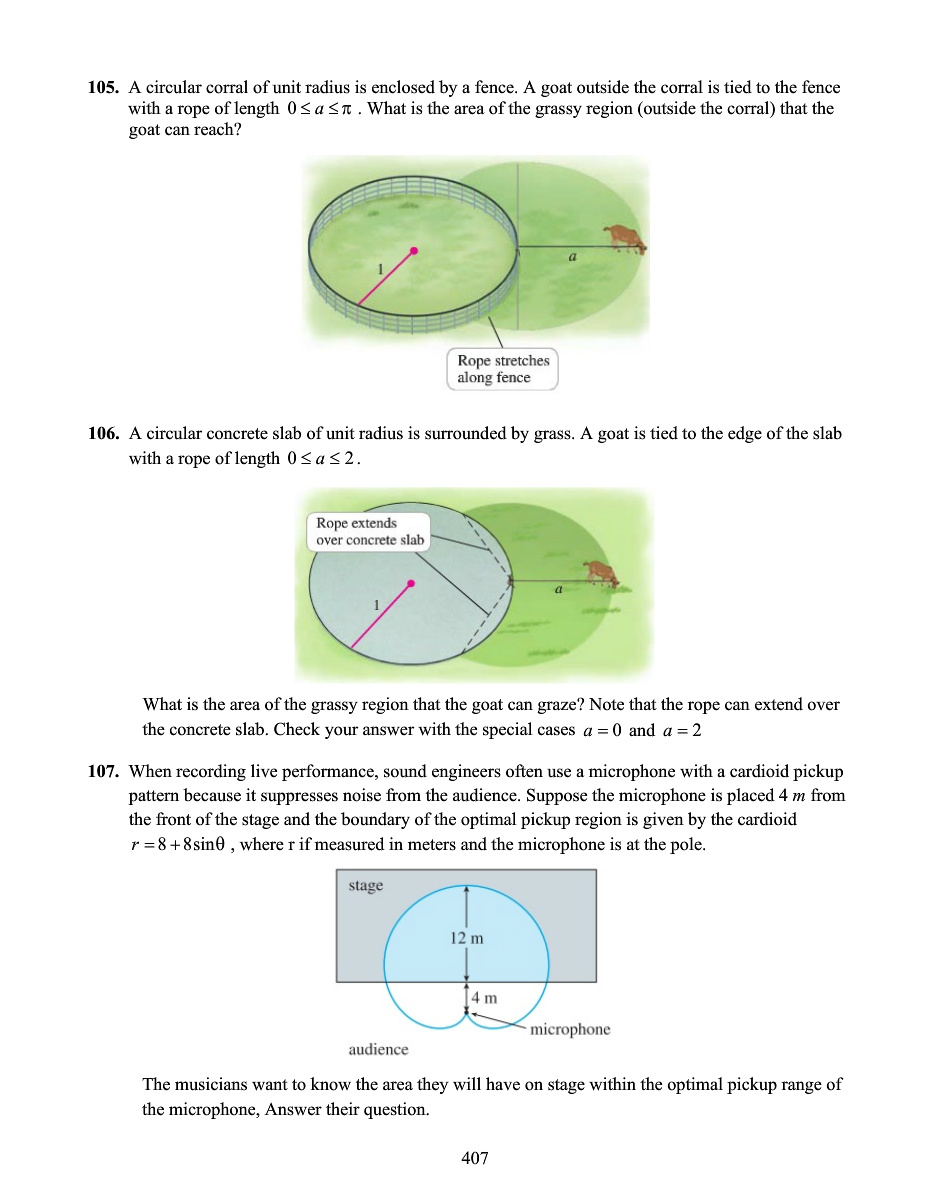 105. A circular corral of unit radius is enclosed by a fence. A goat outside the corral is tied to the fence
with a rope of length 0 ≤ a ≤ π . What is the area of the grassy region (outside the corral) that the
goat can reach?
1
a
Rope stretches
along fence
106. A circular concrete slab of unit radius is surrounded by grass. A goat is tied to the edge of the slab
with a rope of length 0 ≤ a ≤ 2.
Rope extends
over concrete slab
1
a
What is the area of the grassy region that the goat can graze? Note that the rope can extend over
the concrete slab. Check your answer with the special cases a = 0 and a = 2
107. When recording live performance, sound engineers often use a microphone with a cardioid pickup
pattern because it suppresses noise from the audience. Suppose the microphone is placed 4 m from
the front of the stage and the boundary of the optimal pickup region is given by the cardioid
r = 8 + 8sinθ , where r if measured in meters and the microphone is at the pole.
stage
12 m
4 m
microphone
audience
The musicians want to know the area they will have on stage within the optimal pickup range of
the microphone, Answer their question.
407